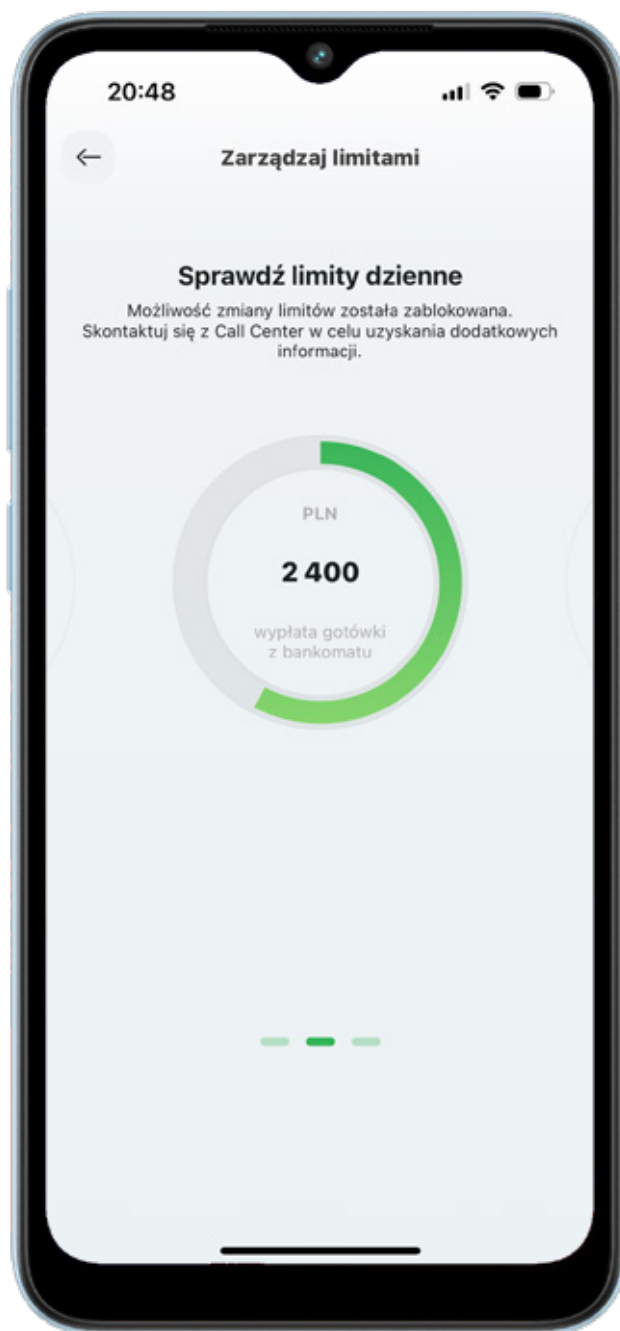 20:48
Zarządzaj limitami
Sprawdź limity dzienne
Możliwość zmiany limitów została zablokowana.
Skontaktuj się z Call Center w celu uzyskania dodatkowych
informacji.
PLN
2 400
wypłata gotówki
z bankomatu